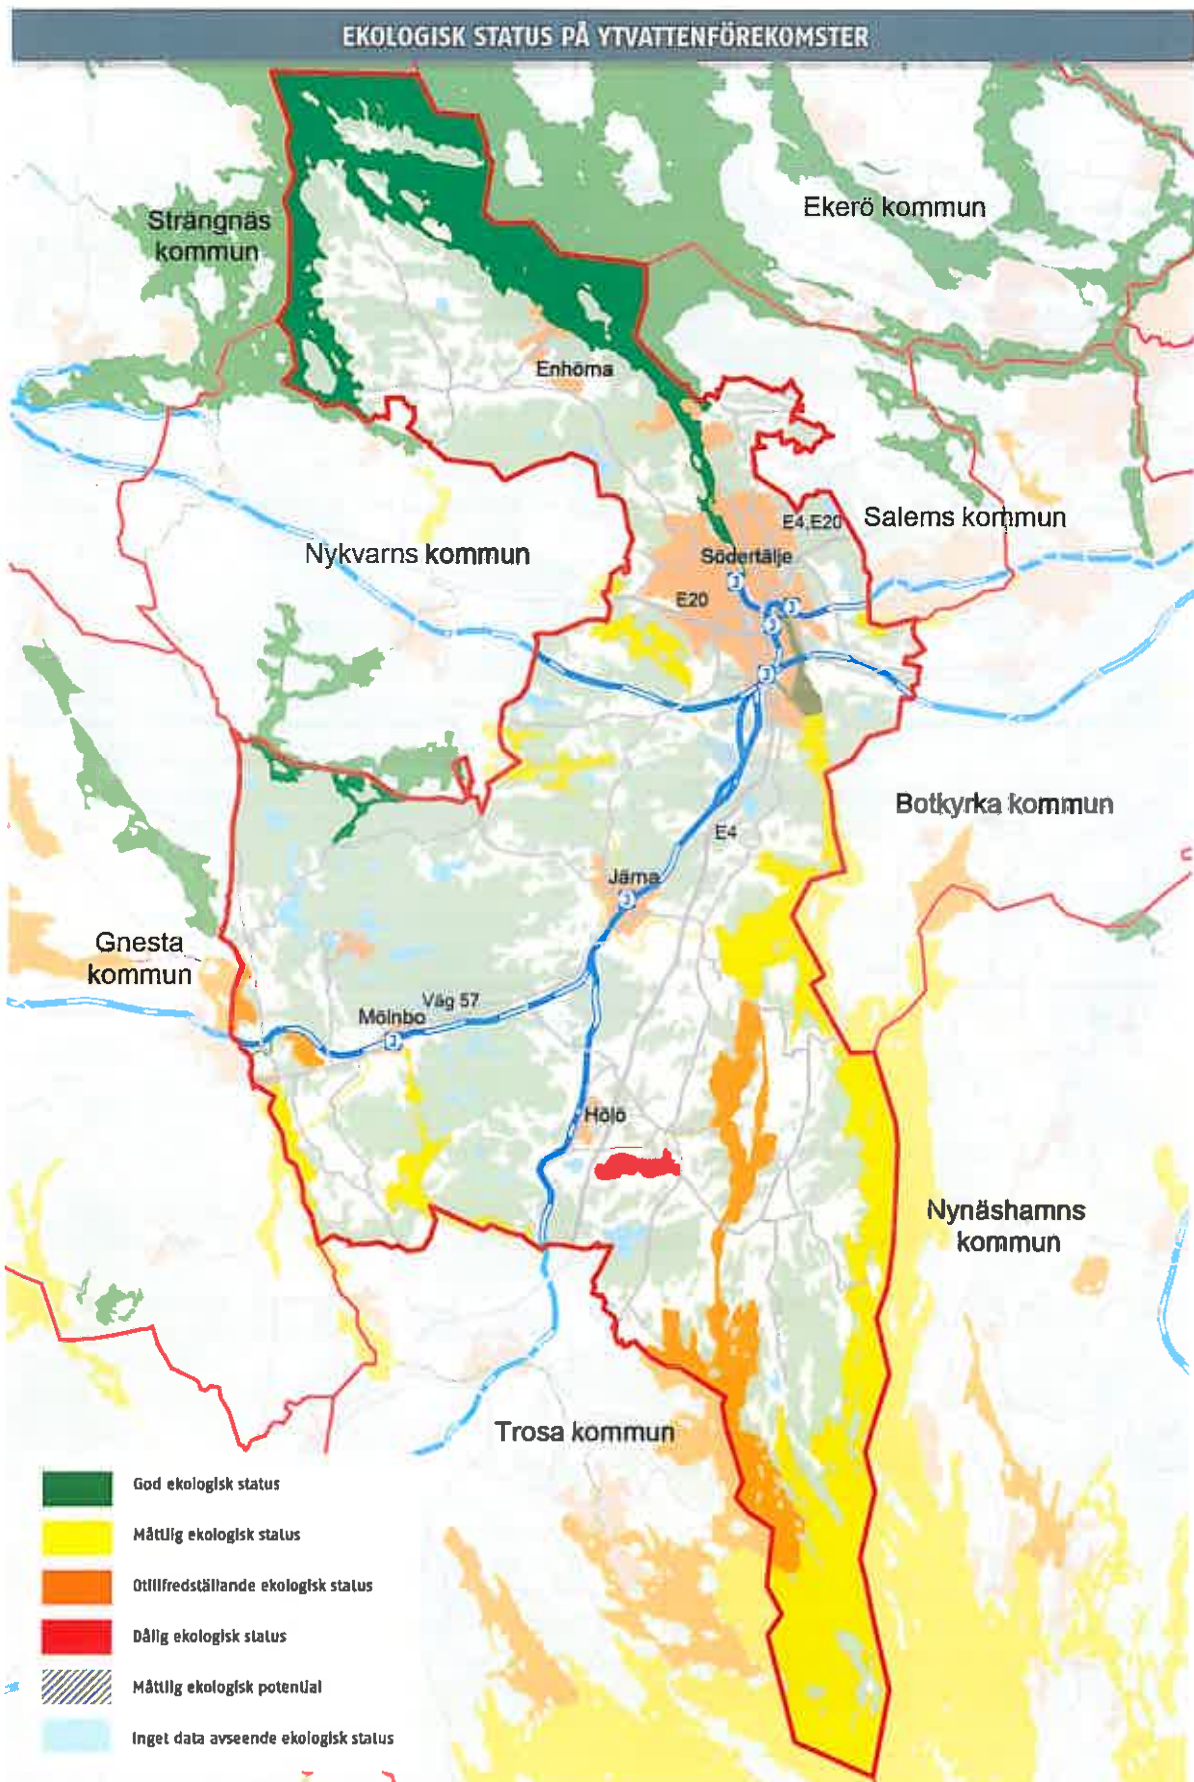 EKOLOGISK STATUS PÅ YTVATTENFÖREKOMSTER
Strängnäs
kommun
Ekerö kommun
Enhörna
E4,E20
Salems kommun
Nykvarns kommun
Södertälje
E20
Botkyrka kommun
E4
Järna
Gnesta
kommun
Väg 57
Mölnbo
Hölö
Nynäshamns
kommun
Trosa kommun
God ekologisk status
Måttlig ekologisk status
Otillfredställande ekologisk status
Dålig ekologisk status
Måttlig ekologisk potential
Inget data avseende ekologisk status